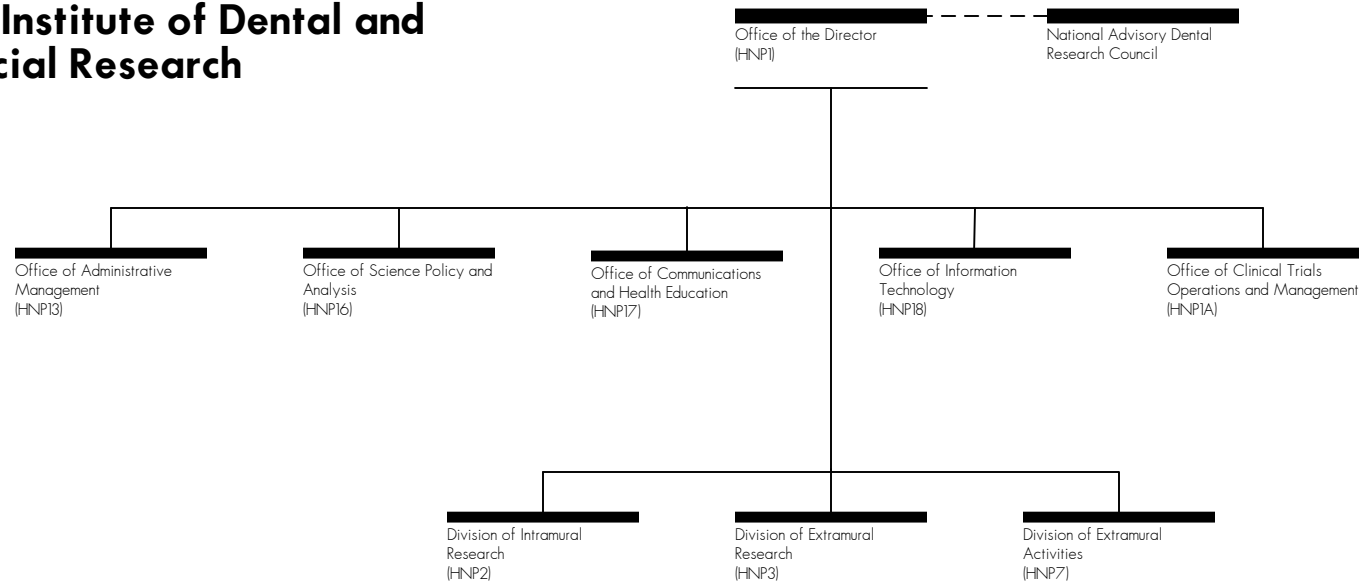 Institute of Dental and
cial Research
Office of the Director
(HNP1)
National Advisory Dental
Research Council
Office of Administrative
Management
(HNP13)
Office of Science Policy and
Analysis
(HNP16)
Office of Communications
and Health Education
(HNP17)
Office of Information
Technology
(HNP18)
Office of Clinical Trials
Operations and Management
(HNP1A)
Division of Intramural
Research
(HNP2)
Division of Extramural
Research
(HNP3)
Division of Extramural
Activities
(HNP7)